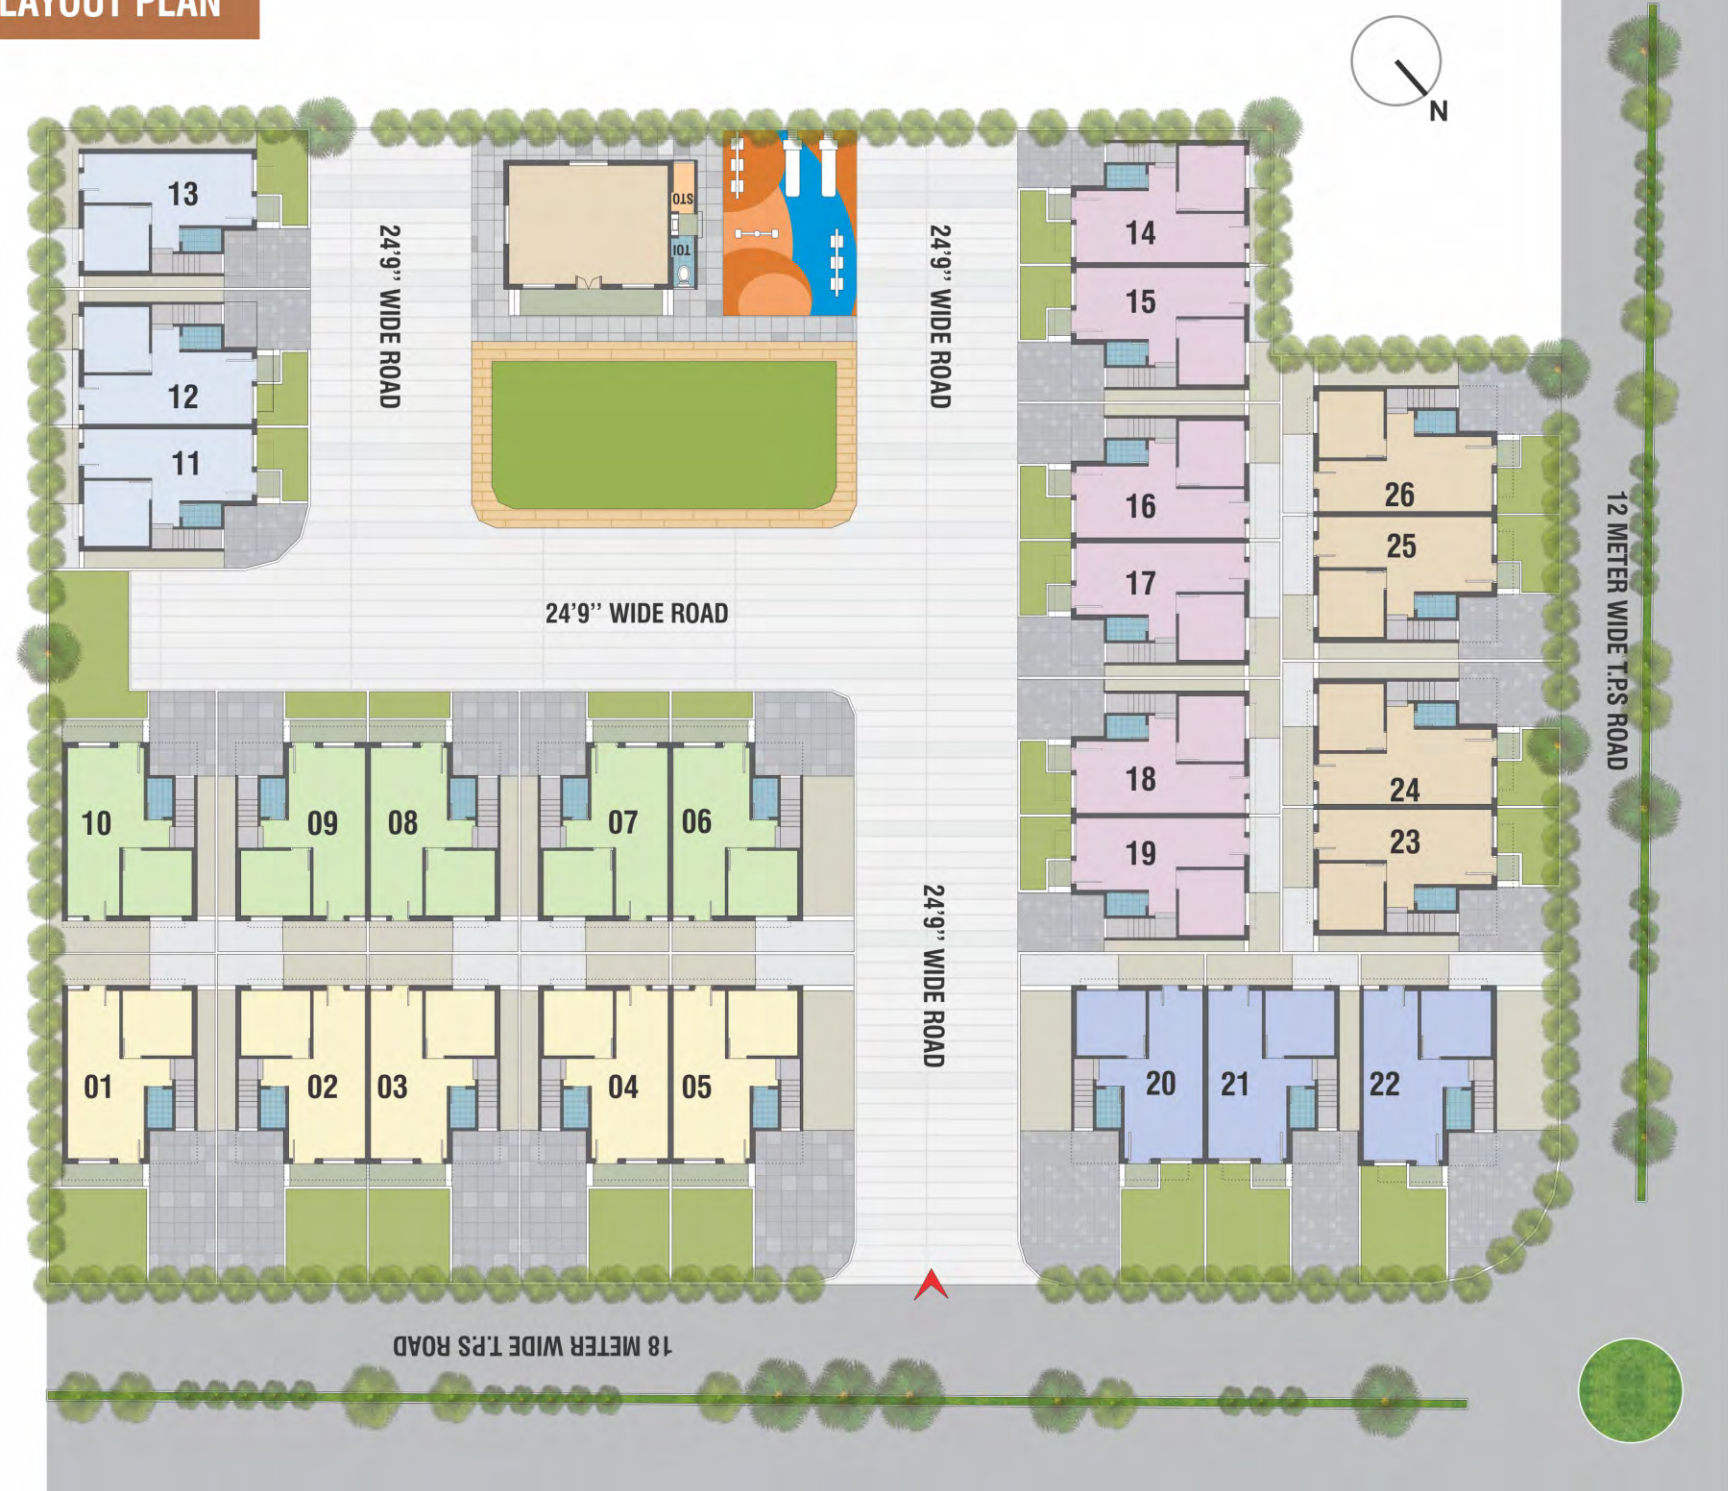 LAYOUT PLAN
N
13
12
11
24'9'' WIDE ROAD
STO
TOI
24'9'' WIDE ROAD
14
15
16
17
18
19
26
25
24
23
12 METER WIDE T.P.S ROAD
24'9'' WIDE ROAD
10
09
08
07
06
24'9'' WIDE ROAD
01
02
03
04
05
20
21
22
18 METER WIDE T.P.S ROAD